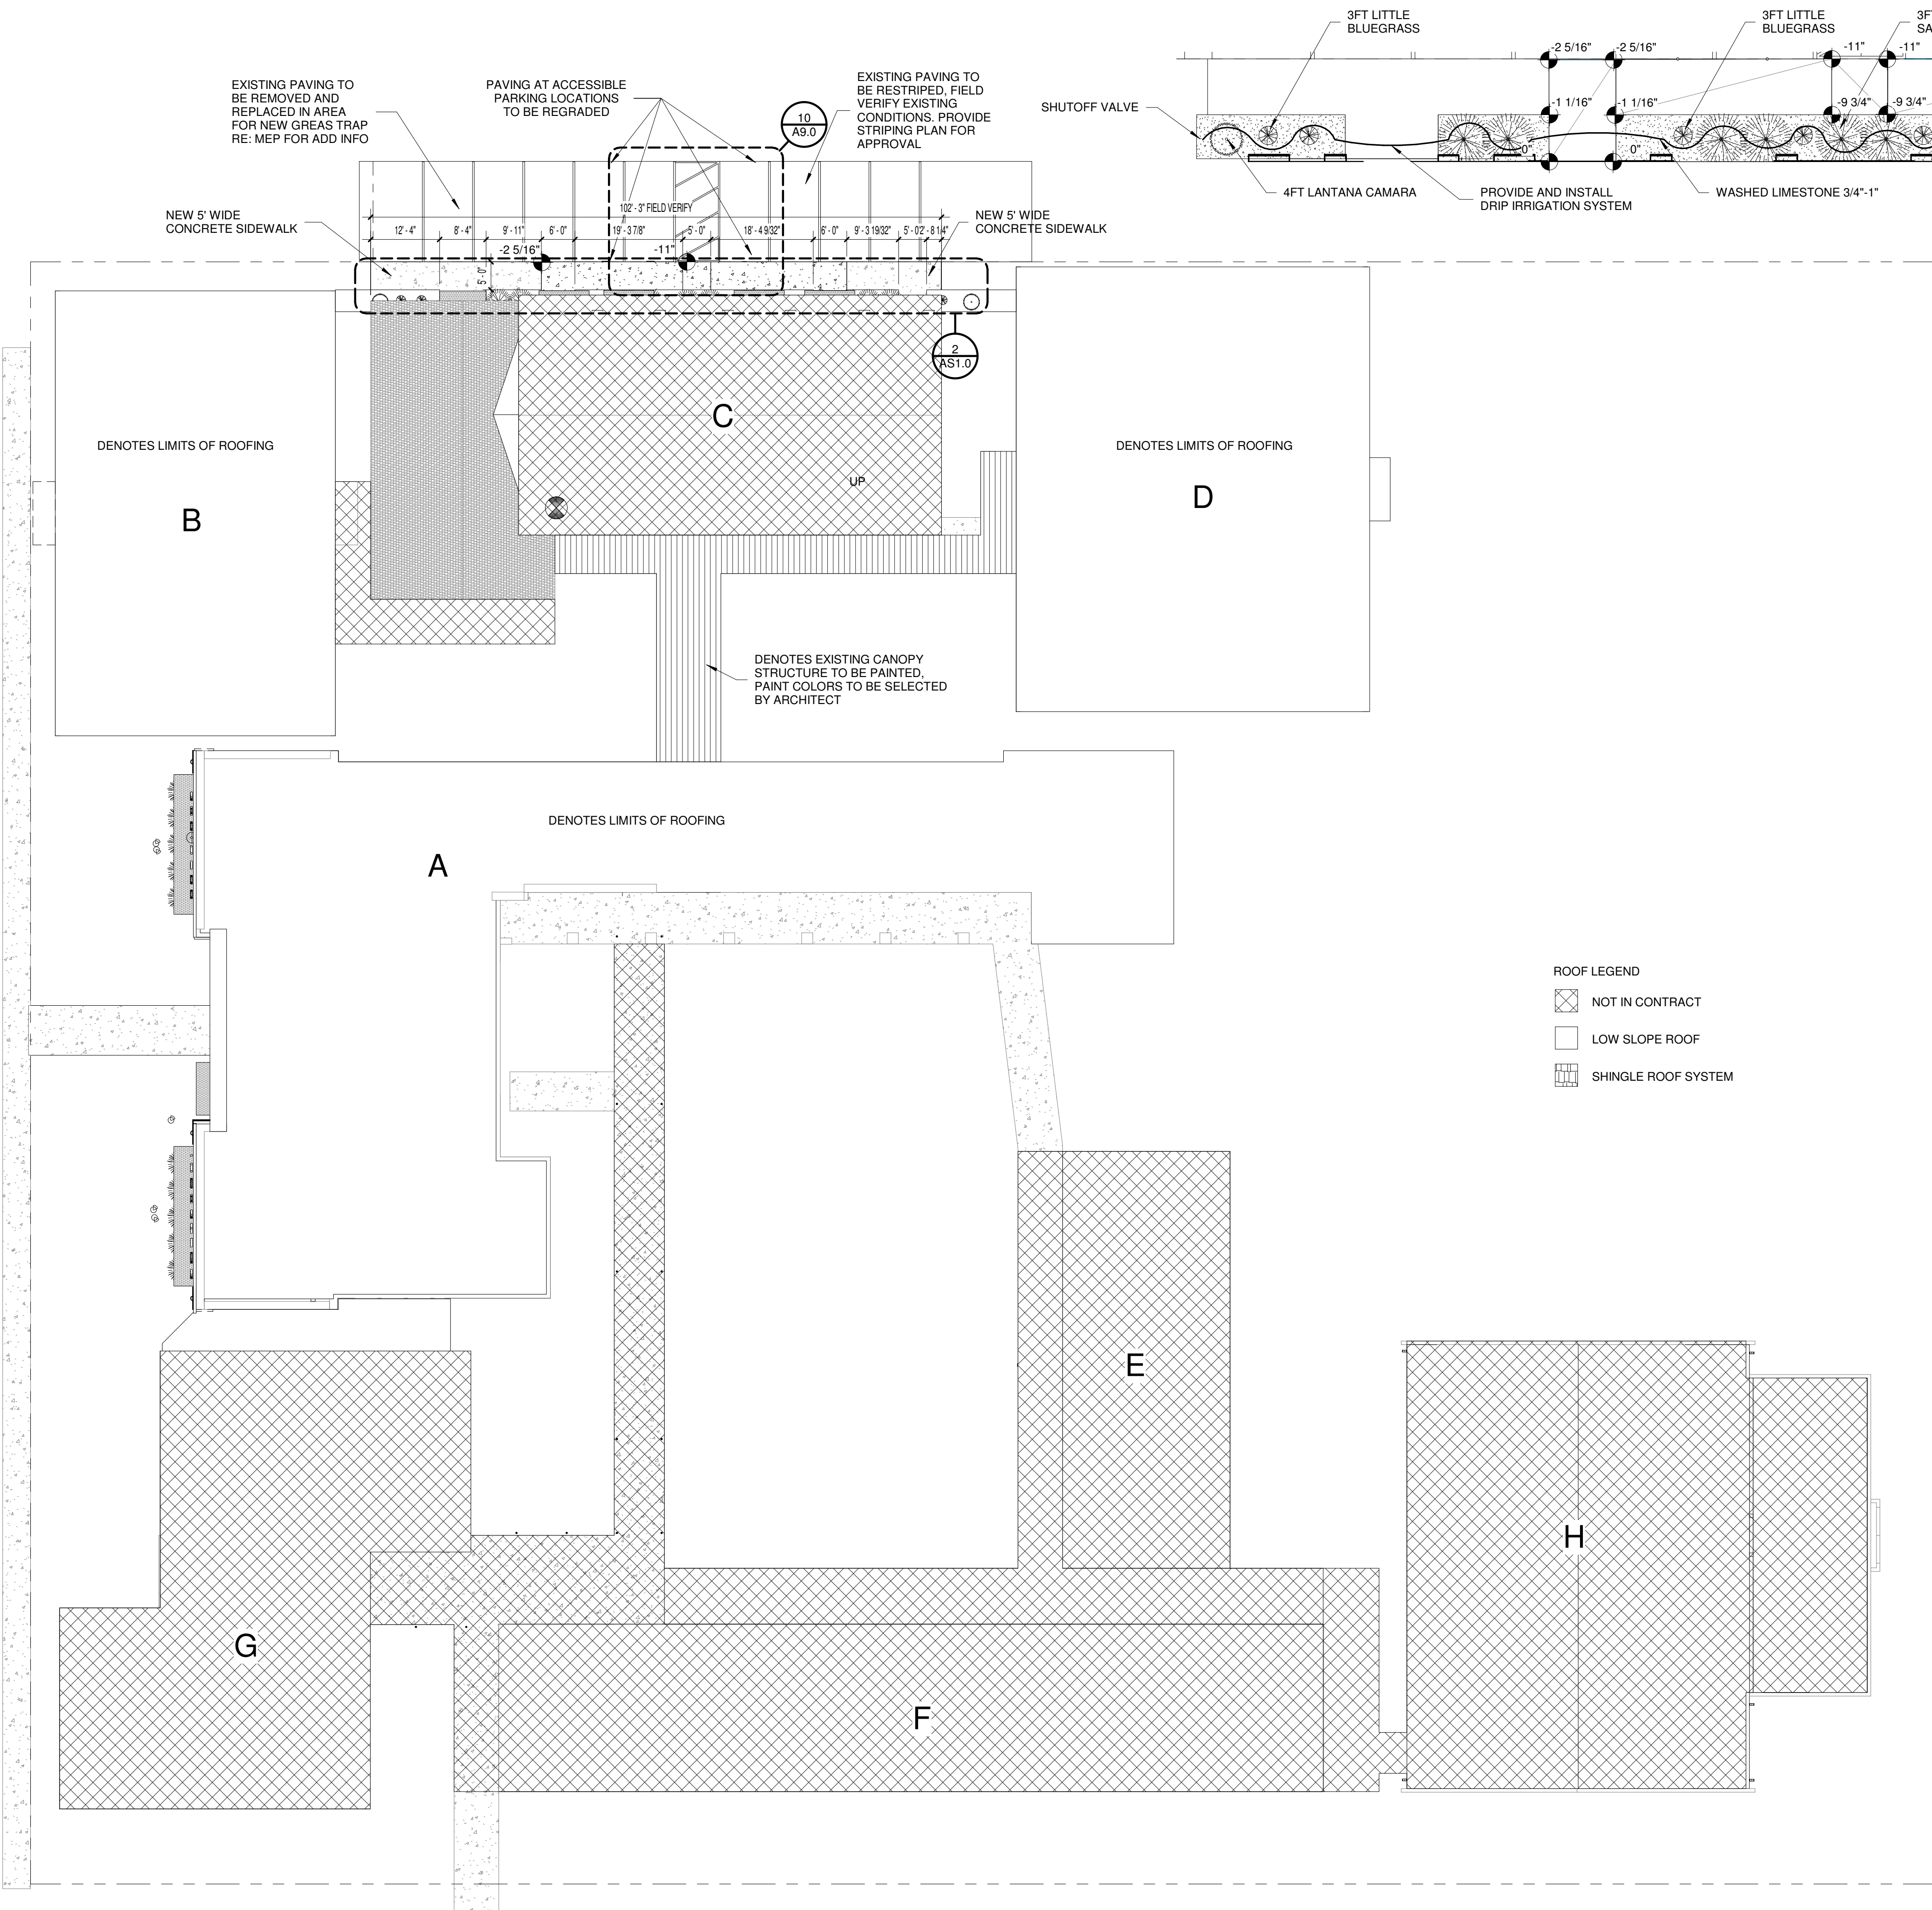 3FT LITTLE
BLUEGRASS
3FT LITTLE
BLUEGRASS
-2 5/16"
-2 5/16"
-11"
-11"
SHUTOFF VALVE
-1 1/16"
-1 1/16"
-9 3/4"
-9 3/4"
0"
0"
4FT LANTANA CAMARA
PROVIDE AND INSTALL
DRIP IRRIGATION SYSTEM
WASHED LIMESTONE 3/4"-1"
EXISTING PAVING TO
BE REMOVED AND
REPLACED IN AREA
FOR NEW GREAS TRAP
RE: MEP FOR ADD INFO
PAVING AT ACCESSIBLE
PARKING LOCATIONS
TO BE REGRADED
10
A9.0
EXISTING PAVING TO
BE RESTRIPED, FIELD
VERIFY EXISTING
CONDITIONS. PROVIDE
STRIPING PLAN FOR
APPROVAL
NEW 5' WIDE
CONCRETE SIDEWALK
102' - 3" FIELD VERIFY
NEW 5' WIDE
CONCRETE SIDEWALK
12' - 4"
8' - 4"
9' - 11"
6' - 0"
19' - 3 7/8"
5' - 0"
18' - 4 9/32"
6' - 0"
9' - 3 19/32"
5' - 0"
2' - 8 1/4"
-2 5/16"
-11"
5' - 0"
2
AS1.0
C
UP
DENOTES LIMITS OF ROOFING
B
DENOTES LIMITS OF ROOFING
D
DENOTES EXISTING CANOPY
STRUCTURE TO BE PAINTED,
PAINT COLORS TO BE SELECTED
BY ARCHITECT
DENOTES LIMITS OF ROOFING
A
ROOF LEGEND
NOT IN CONTRACT
LOW SLOPE ROOF
SHINGLE ROOF SYSTEM
E
H
G
F